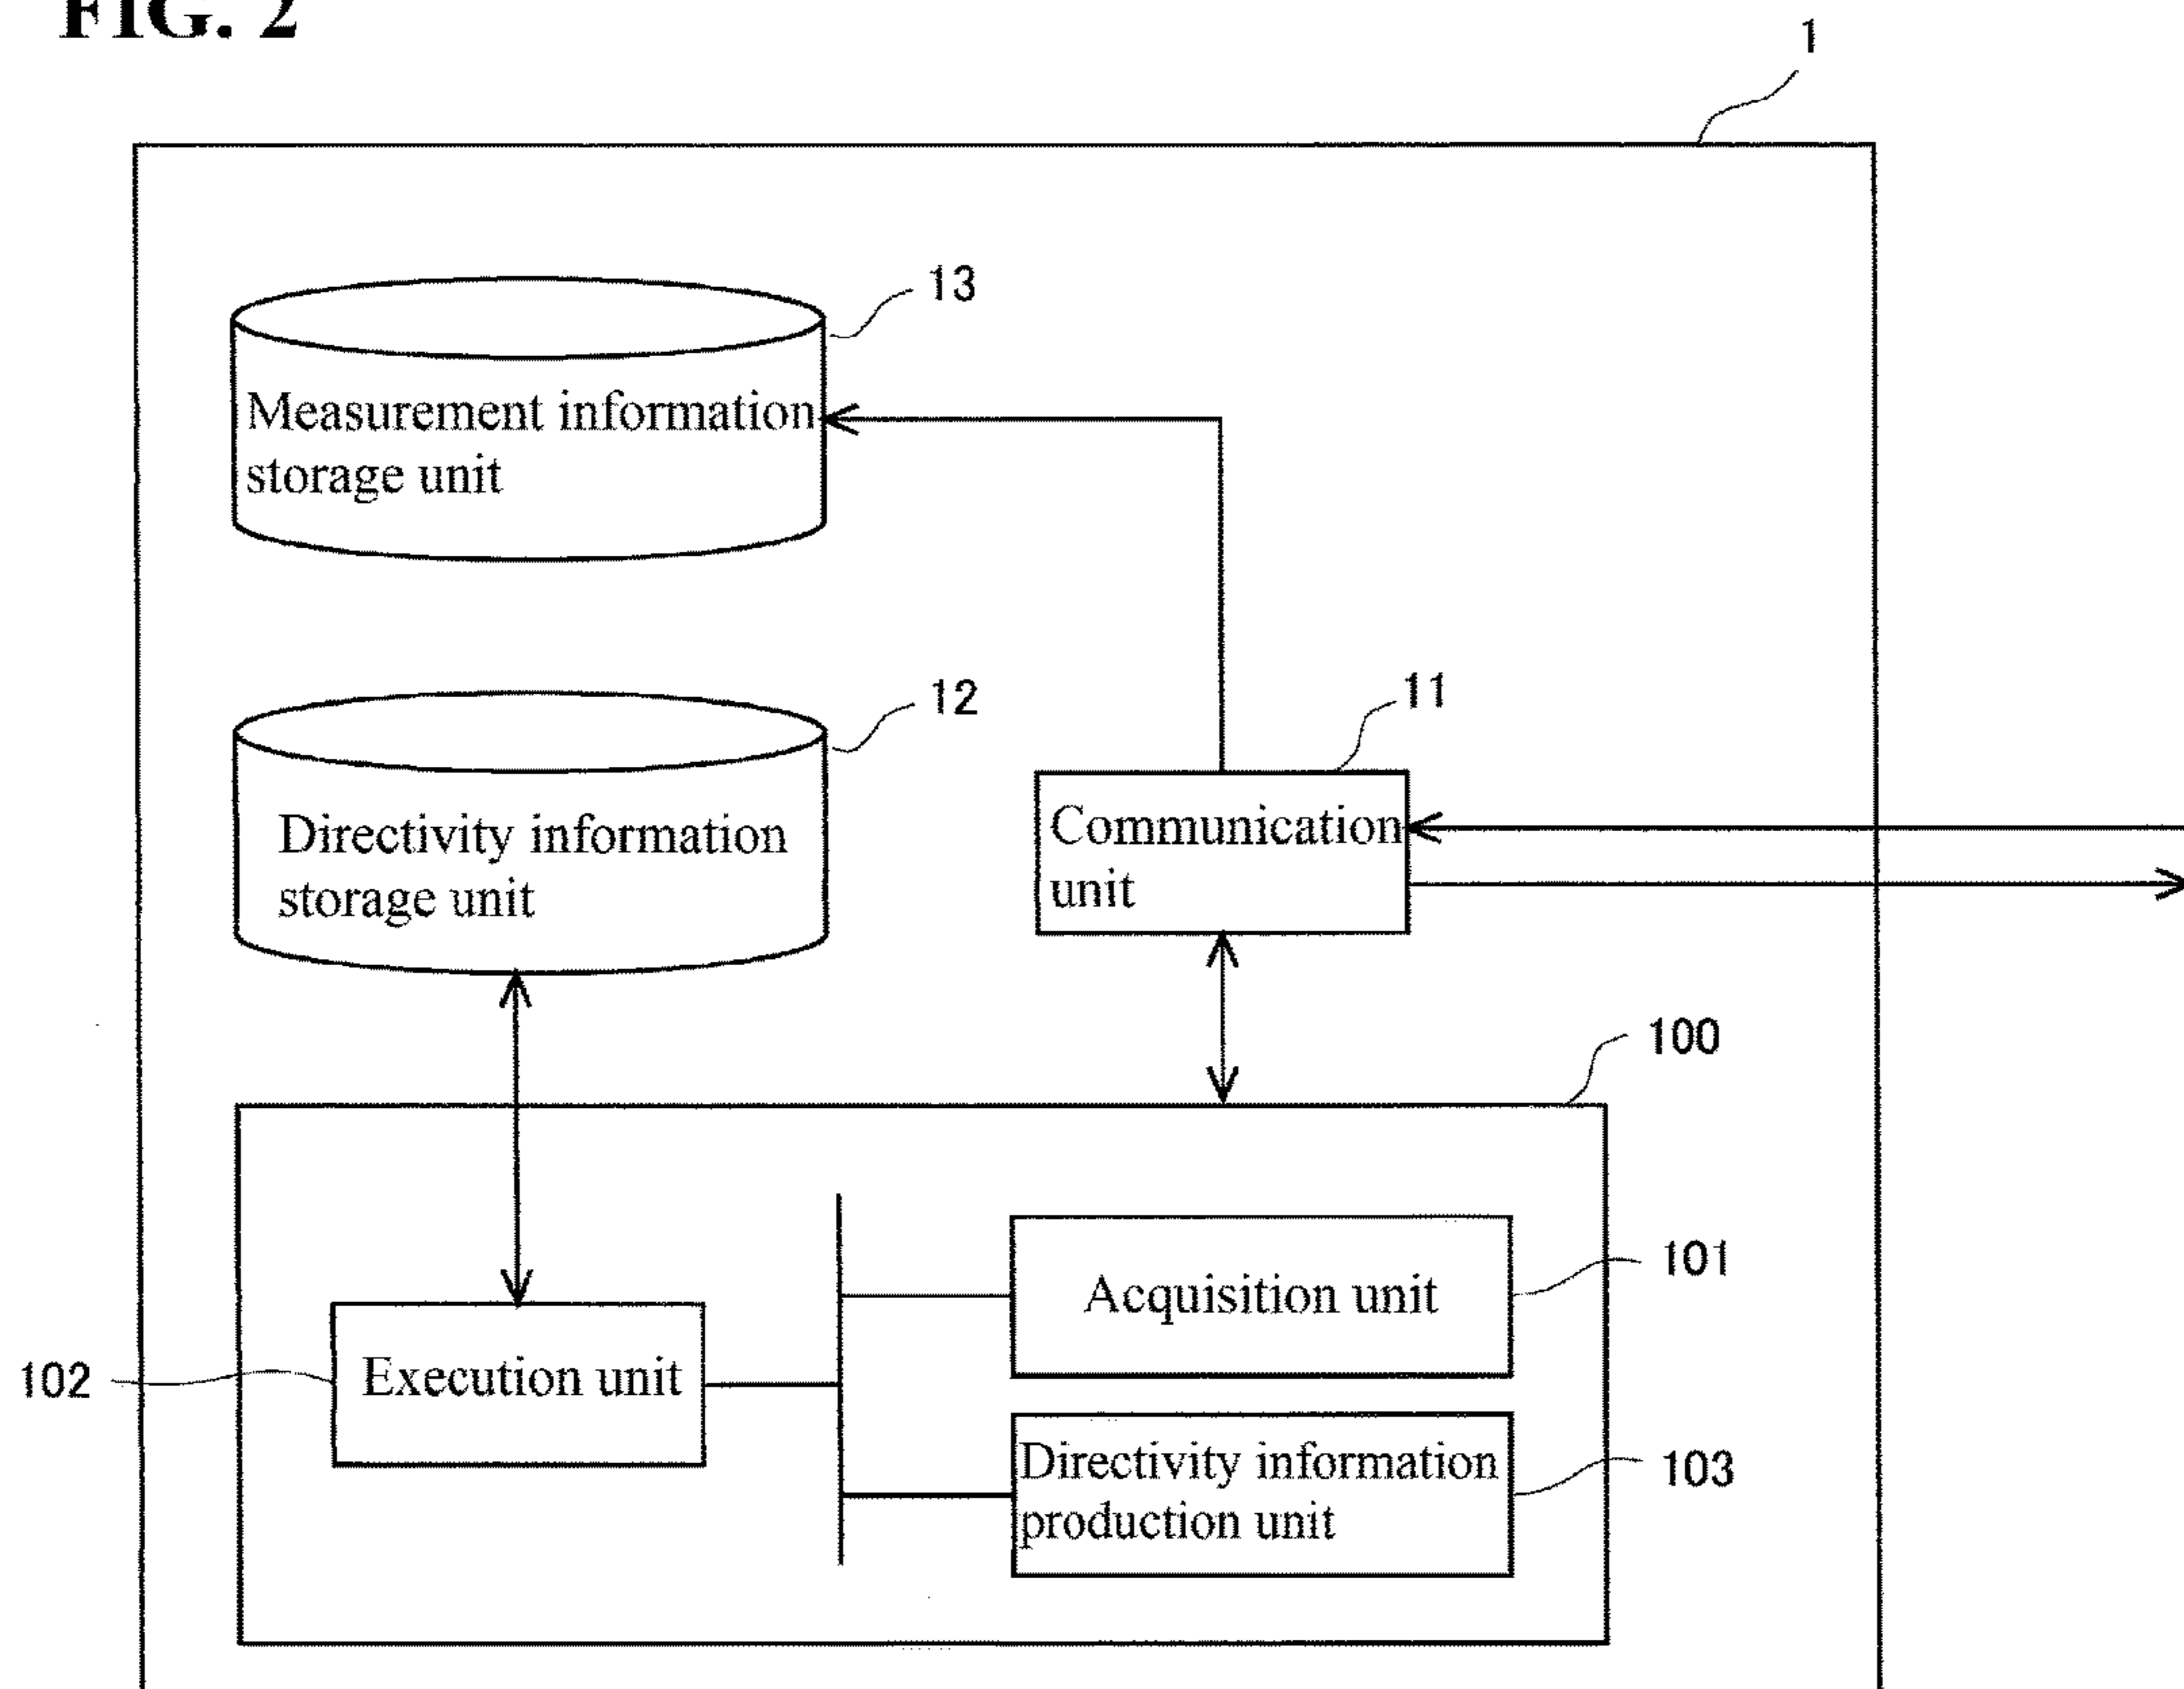 FIG. 2
1
13
Measurement information
storage unit
12
11
Directivity information
storage unit
Communication
unit
100
101
Acquisition unit
102
Execution unit
103
Directivity information
production unit